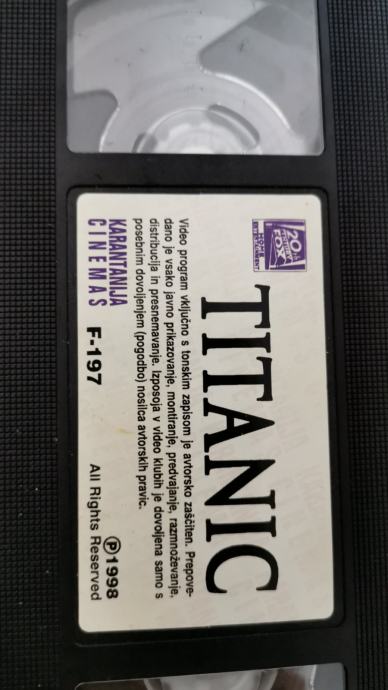 20th
CENTURY
FOX
HOME
ENTERTAINMENT
TITANIC
Video program vključno s tonskim zapisom je avtorsko zaščiten. Prepove-
dano je vsako javno prikazovanje, montiranje, predvajanje, razmnoževanje,
distribucija in presnemavanje. Izposoja v video klubih je dovoljena samo s
posebnim dovoljenjem (pogodbo) nosilca avtorskih pravic.
KARANTANIJA
CINEMAS
F-197
℗1998
All Rights Reserved